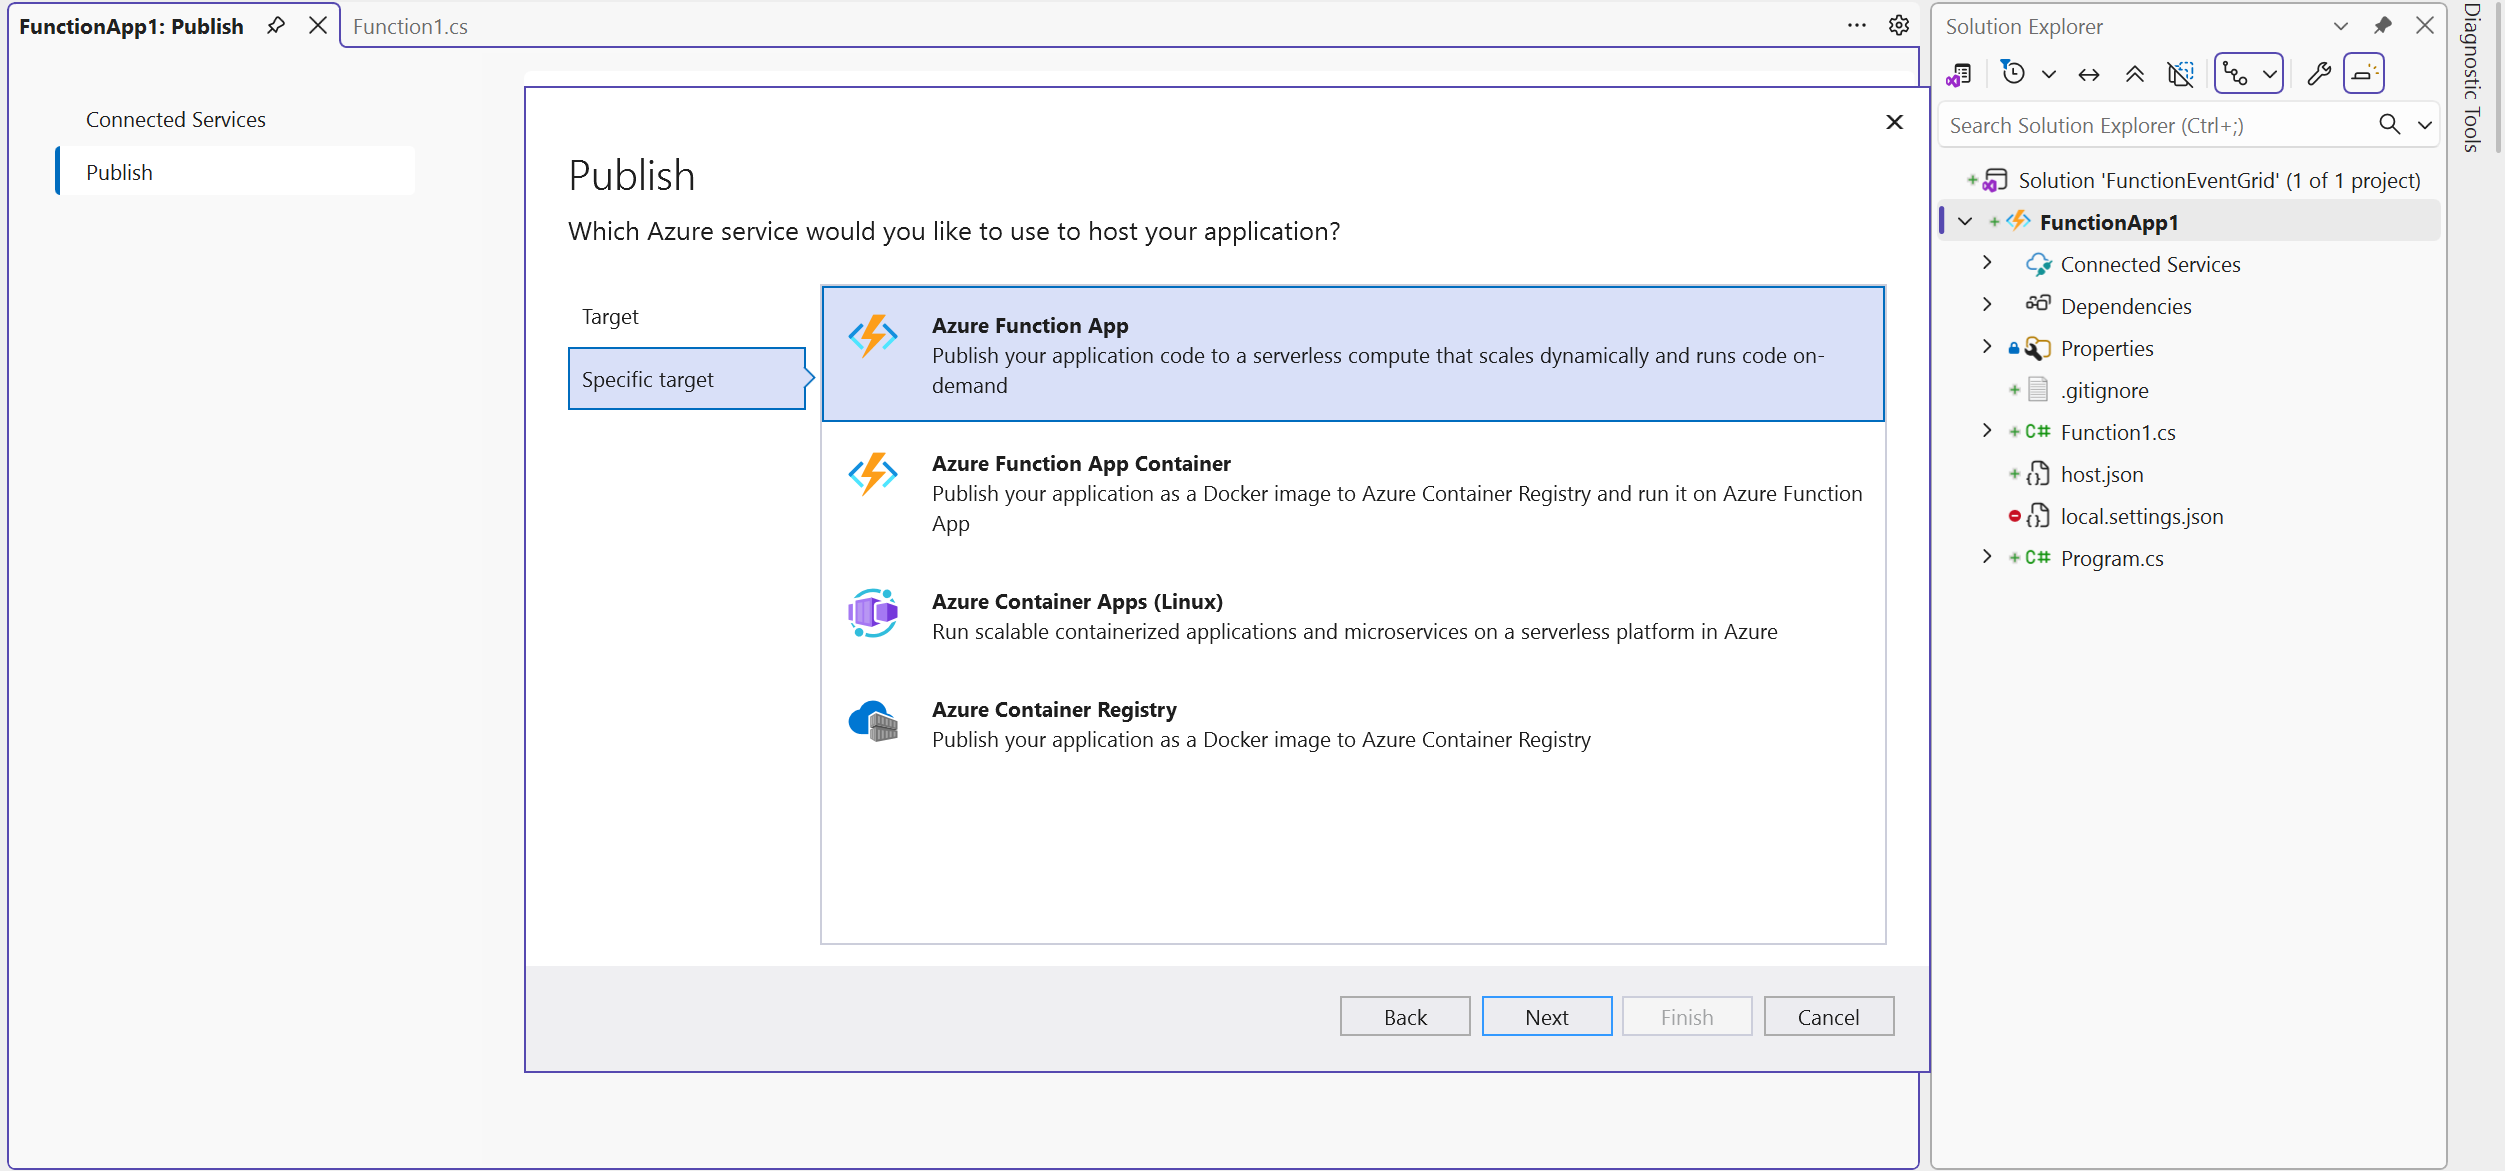 FunctionApp1: Publish
Function1.cs
Connected Services
Publish
Publish
Which Azure service would you like to use to host your application?
Target
Specific target
Azure Function App
Publish your application code to a serverless compute that scales dynamically and runs code on-
demand
Azure Function App Container
Publish your application as a Docker image to Azure Container Registry and run it on Azure Function
App
Azure Container Apps (Linux)
Run scalable containerized applications and microservices on a serverless platform in Azure
Azure Container Registry
Publish your application as a Docker image to Azure Container Registry
Back
Next
Finish
Cancel
Solution Explorer
Search Solution Explorer (Ctrl+;)
Solution 'FunctionEventGrid' (1 of 1 project)
FunctionApp1
Connected Services
Dependencies
Properties
.gitignore
C# Function1.cs
host.json
local.settings.json
C# Program.cs
Diagnostic Tools